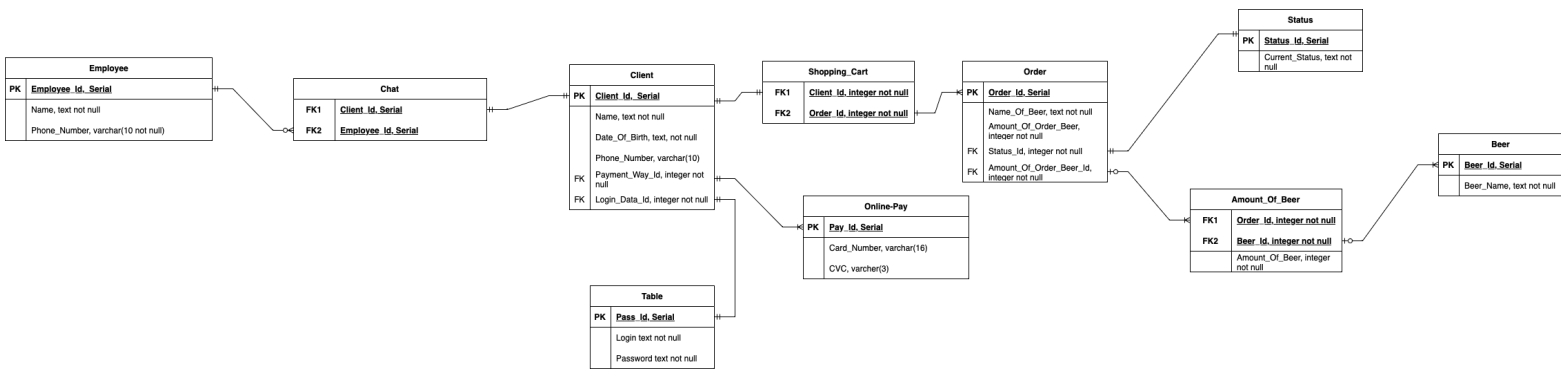 Employee
PK Employee_Id, Serial
Name, text not null
Phone_Number, varchar(10 not null)
Chat
FK1 Client_Id, Serial
FK2 Employee_Id, Serial
Client
PK Client_Id, Serial
Name, text not null
Date_Of_Birth, text, not null
Phone_Number, varchar(10)
FK Payment_Way_Id, integer not
null
FK Login_Data_Id, integer not null
Table
PK Pass_Id, Serial
Login text not null
Password text not null
Shopping_Cart
FK1 Client_Id, integer not null
FK2 Order_Id, integer not null
Online-Pay
PK Pay_Id, Serial
Card_Number, varchar(16)
CVC, varcher(3)
Order
PK Order_Id, Serial
Name_Of_Beer, text not null
Amount_Of_Order_Beer,
integer not null
FK Status_Id, integer not null
FK Amount_Of_Order_Beer_Id,
integer not null
Status
PK Status_Id, Serial
Current_Status, text not
null
Amount_Of_Beer
FK1 Order_Id, integer not null
FK2 Beer_Id, integer not null
Amount_Of_Beer, integer
not null
Beer
PK Beer_Id, Serial
Beer_Name, text not null